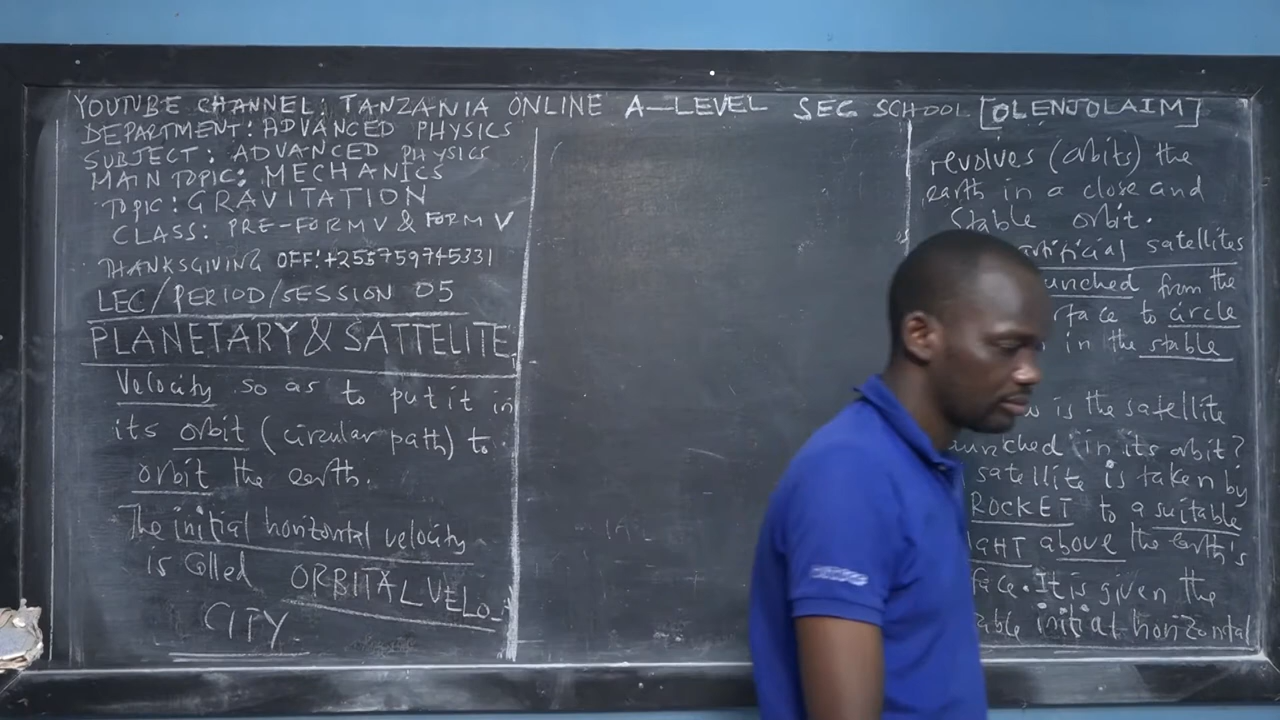 YOUTUBE CHANNEL: TANZANIA ONLINE A-LEVEL SEC SCHOOL [OLENJOLAIM]
DEPARTMENT: ADVANCED PHYSICS
SUBJECT: ADVANCED PHYSICS
MAIN TOPIC: MECHANICS
TOPIC: GRAVITATION
CLASS: PRE-FORM V & FORM V
THANKSGIVING OFF: +255759745331
LEC/PERIOD/SESSION 05
PLANETARY & SATTELITE
Velocity so as to put it in
its orbit (circular path) to
orbit the earth.
The initial horizontal velocity
is Called ORBITAL VELO-
CITY
revolves (orbits) the
earth in a close and
Stable orbit.
artificial satellites
unched from the
face to circle
in the stable
is the satellite
aunched in its orbit?
satellite is taken by
ROCKET to a suitable
IGHT above the earth's
face. It is given the
able initial horizontal